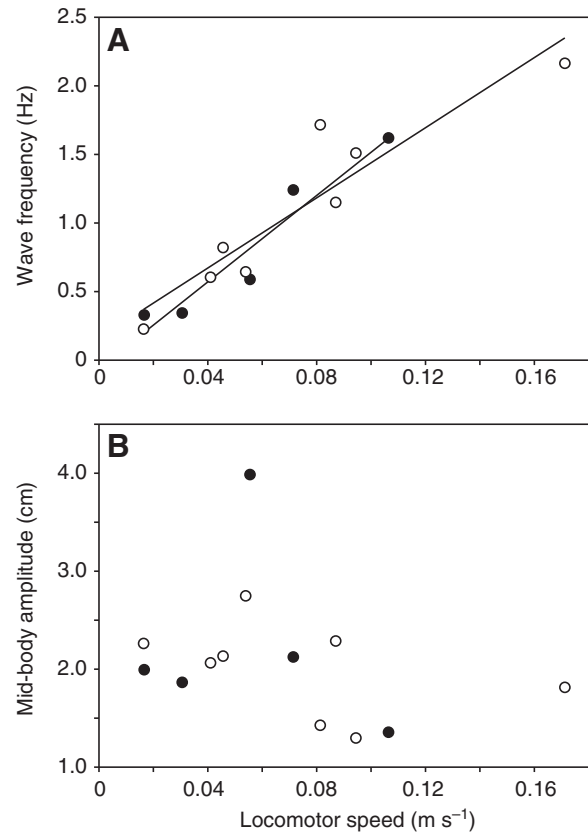 A
2.5
2.0
1.5
1.0
0.5
0
Wave frequency (Hz)
0 0.04 0.08 0.12 0.16
B
4.0
3.0
2.0
1.0
Mid-body amplitude (cm)
0 0.04 0.08 0.12 0.16
Locomotor speed (m s⁻¹)